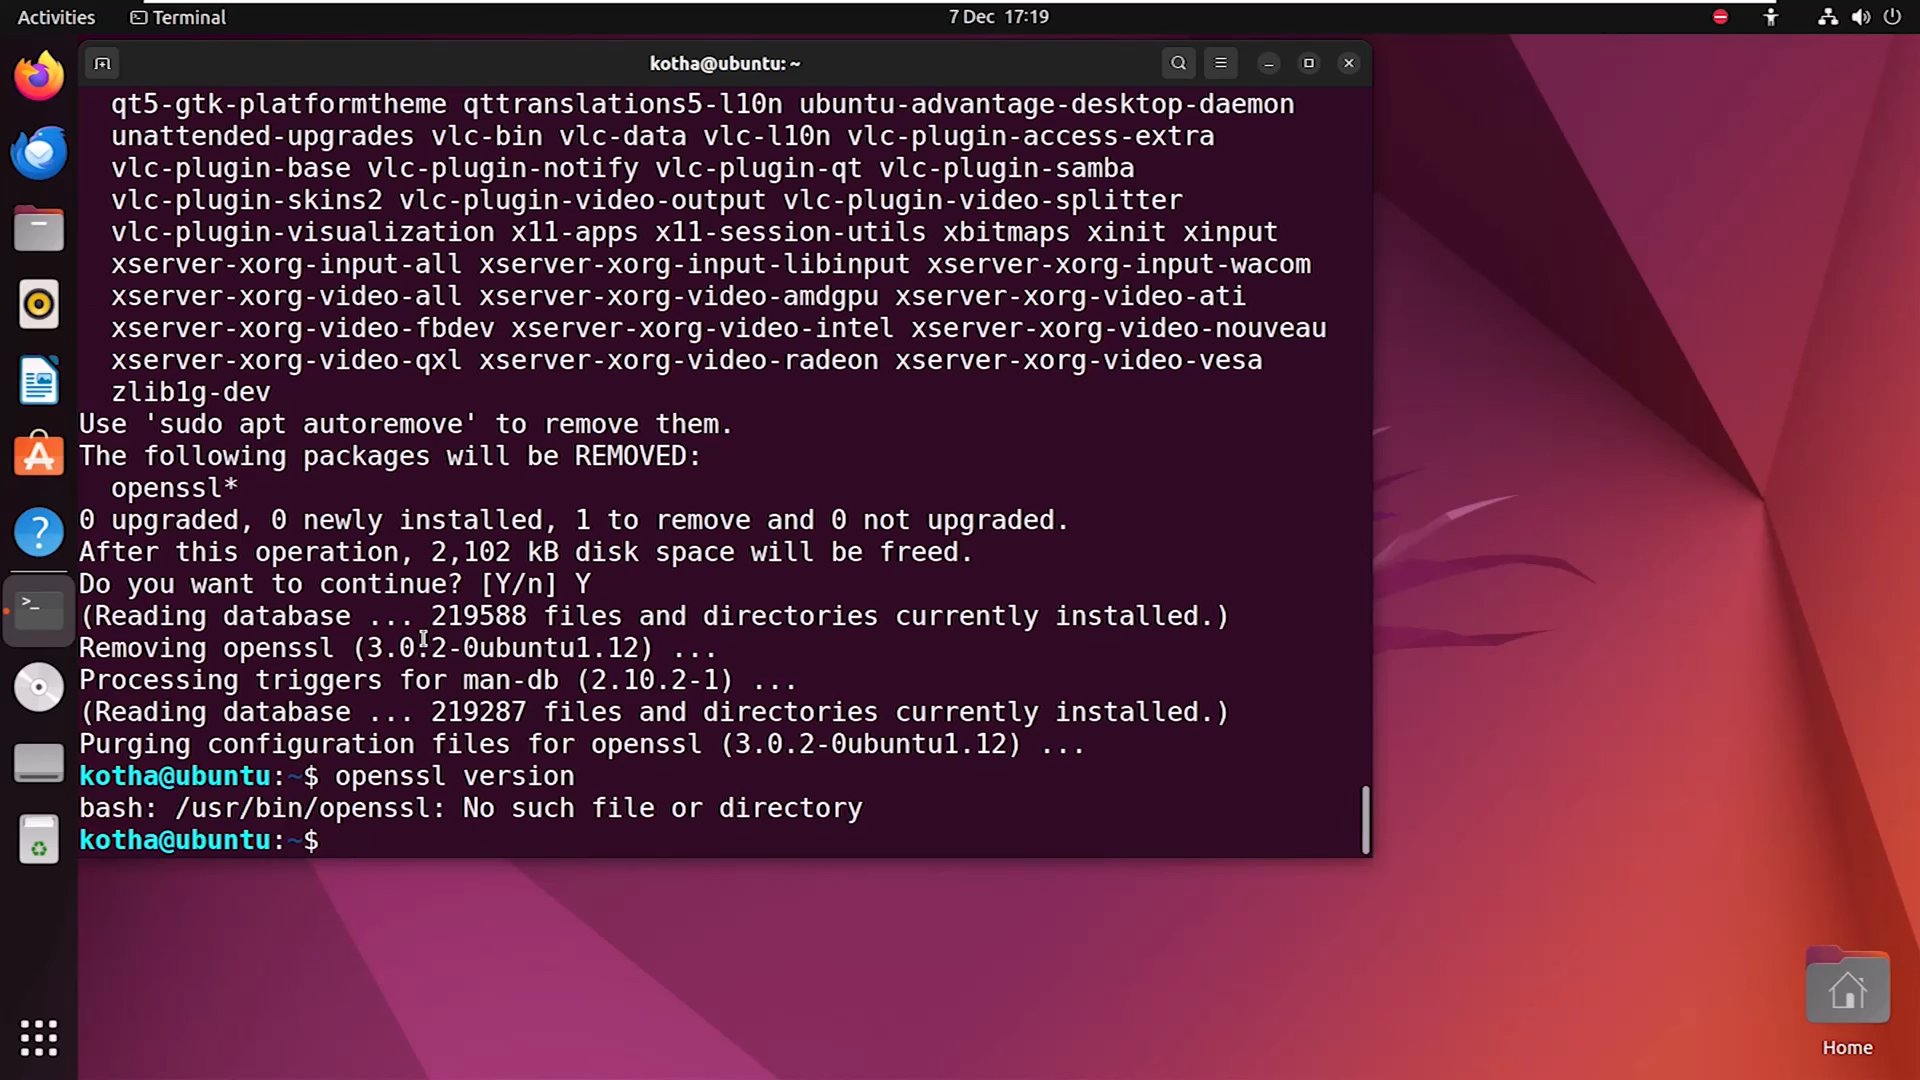 Activities
Terminal
7 Dec 17:19
kotha@ubuntu: ~
qt5-gtk-platformtheme qttranslations5-l10n ubuntu-advantage-desktop-daemon
unattended-upgrades vlc-bin vlc-data vlc-l10n vlc-plugin-access-extra
vlc-plugin-base vlc-plugin-notify vlc-plugin-qt vlc-plugin-samba
vlc-plugin-skins2 vlc-plugin-video-output vlc-plugin-video-splitter
vlc-plugin-visualization x11-apps x11-session-utils xbitmaps xinit xinput
xserver-xorg-input-all xserver-xorg-input-libinput xserver-xorg-input-wacom
xserver-xorg-video-all xserver-xorg-video-amdgpu xserver-xorg-video-ati
xserver-xorg-video-fbdev xserver-xorg-video-intel xserver-xorg-video-nouveau
xserver-xorg-video-qxl xserver-xorg-video-radeon xserver-xorg-video-vesa
zlib1g-dev
Use 'sudo apt autoremove' to remove them.
The following packages will be REMOVED:
openssl*
0 upgraded, 0 newly installed, 1 to remove and 0 not upgraded.
After this operation, 2,102 kB disk space will be freed.
Do you want to continue? [Y/n] Y
(Reading database ... 219588 files and directories currently installed.)
Removing openssl (3.0.2-0ubuntu1.12) ...
Processing triggers for man-db (2.10.2-1) ...
(Reading database ... 219287 files and directories currently installed.)
Purging configuration files for openssl (3.0.2-0ubuntu1.12) ...
kotha@ubuntu:~$ openssl version
bash: /usr/bin/openssl: No such file or directory
kotha@ubuntu:~$
Home